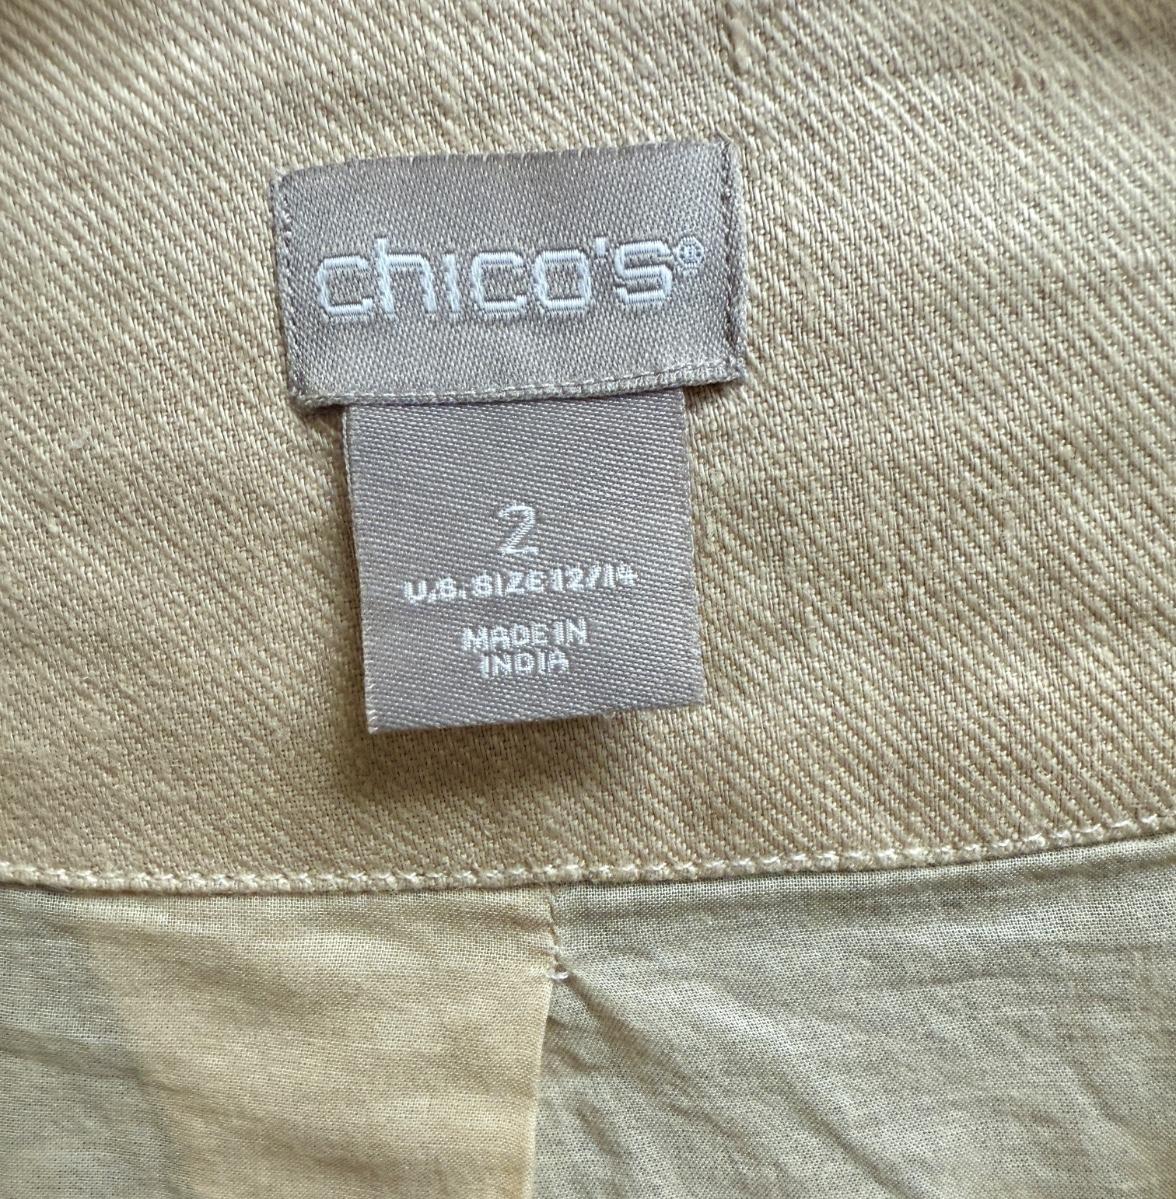 chico's®
2
U.S. SIZE 12/14
MADE IN
INDIA